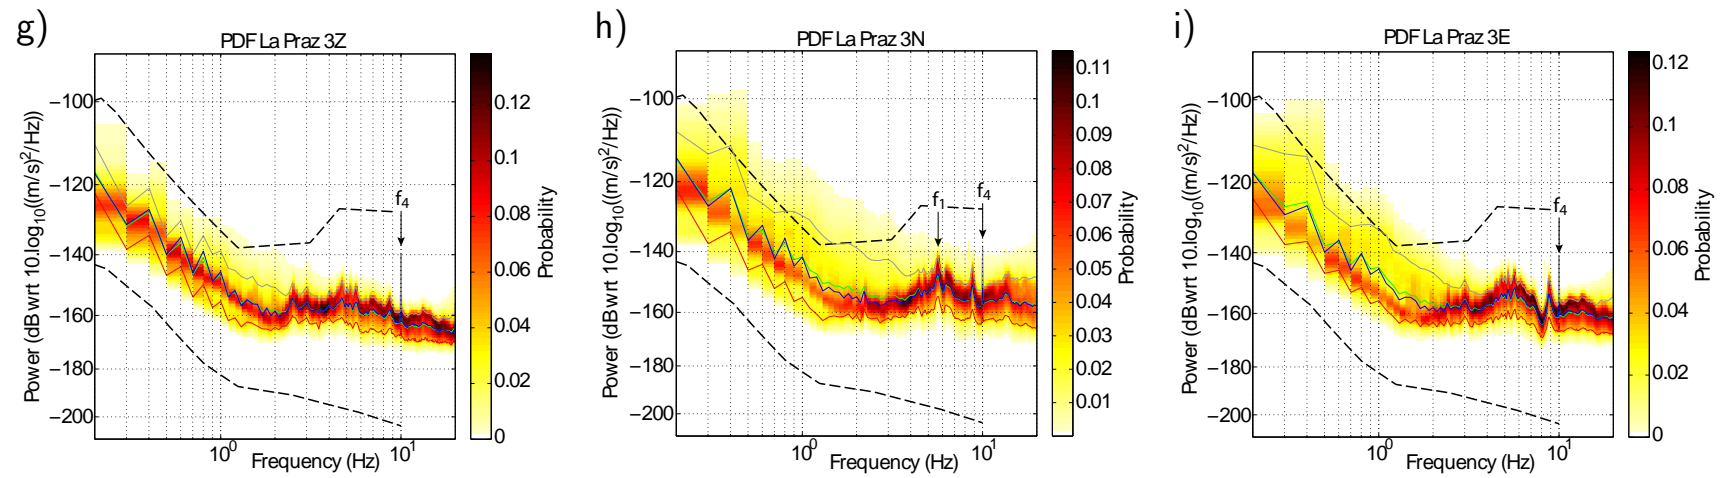 g)
PDF La Praz 3Z
Power (dBwrt 10.log10((m/s)2/Hz))
−100
−120
−140
−160
−180
−200
f4
10^0
10^1
Frequency (Hz)
0.12
0.1
0.08
0.06
0.04
0.02
0
Probability
h)
PDF La Praz 3N
Power (dBwrt 10.log10((m/s)2/Hz))
−100
−120
−140
−160
−180
−200
f1
f4
10^0
10^1
Frequency (Hz)
0.11
0.1
0.09
0.08
0.07
0.06
0.05
0.04
0.03
0.02
0.01
Probability
i)
PDF La Praz 3E
Power (dBwrt 10.log10((m/s)2/Hz))
−100
−120
−140
−160
−180
−200
f4
10^0
10^1
Frequency (Hz)
0.12
0.1
0.08
0.06
0.04
0.02
0
Probability